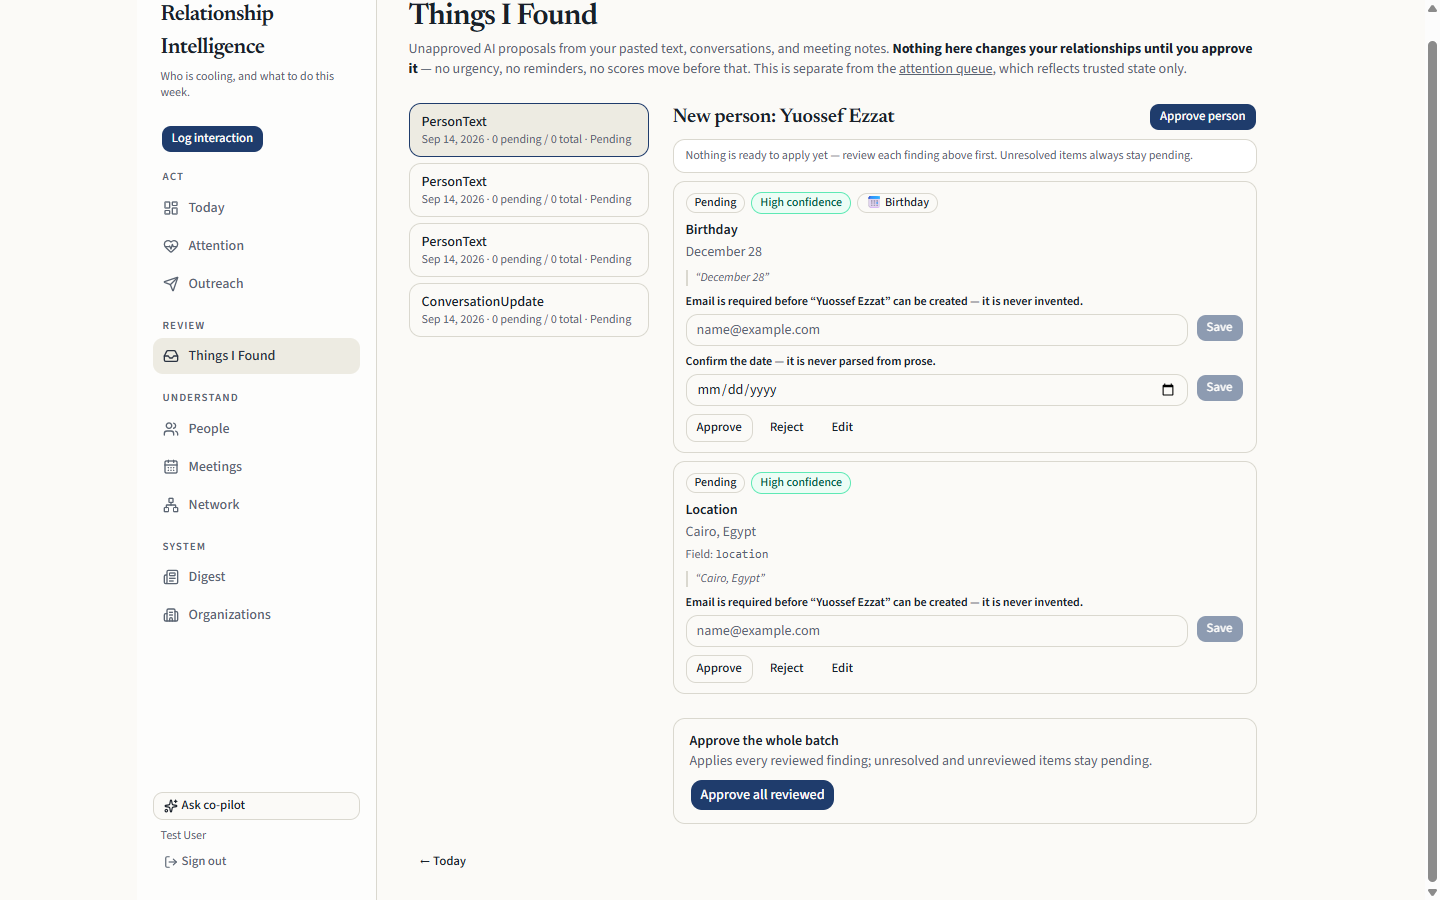 Relationship
Intelligence
Who is cooling, and what to do this
week.
Log interaction
ACT
Today
Attention
Outreach
REVIEW
Things I Found
UNDERSTAND
People
Meetings
Network
SYSTEM
Digest
Organizations
Ask co-pilot
Test User
Sign out
Things I Found
Unapproved AI proposals from your pasted text, conversations, and meeting notes. Nothing here changes your relationships until you approve
it — no urgency, no reminders, no scores move before that. This is separate from the attention queue, which reflects trusted state only.
PersonText
Sep 14, 2026 · 0 pending / 0 total · Pending
PersonText
Sep 14, 2026 · 0 pending / 0 total · Pending
PersonText
Sep 14, 2026 · 0 pending / 0 total · Pending
ConversationUpdate
Sep 14, 2026 · 0 pending / 0 total · Pending
New person: Yuossef Ezzat
Approve person
Nothing is ready to apply yet — review each finding above first. Unresolved items always stay pending.
Pending High confidence Birthday
Birthday
December 28
“December 28”
Email is required before “Yuossef Ezzat” can be created — it is never invented.
name@example.com Save
Confirm the date — it is never parsed from prose.
mm/dd/yyyy Save
Approve Reject Edit
Pending High confidence
Location
Cairo, Egypt
Field: location
“Cairo, Egypt”
Email is required before “Yuossef Ezzat” can be created — it is never invented.
name@example.com Save
Approve Reject Edit
Approve the whole batch
Applies every reviewed finding; unresolved and unreviewed items stay pending.
Approve all reviewed
← Today